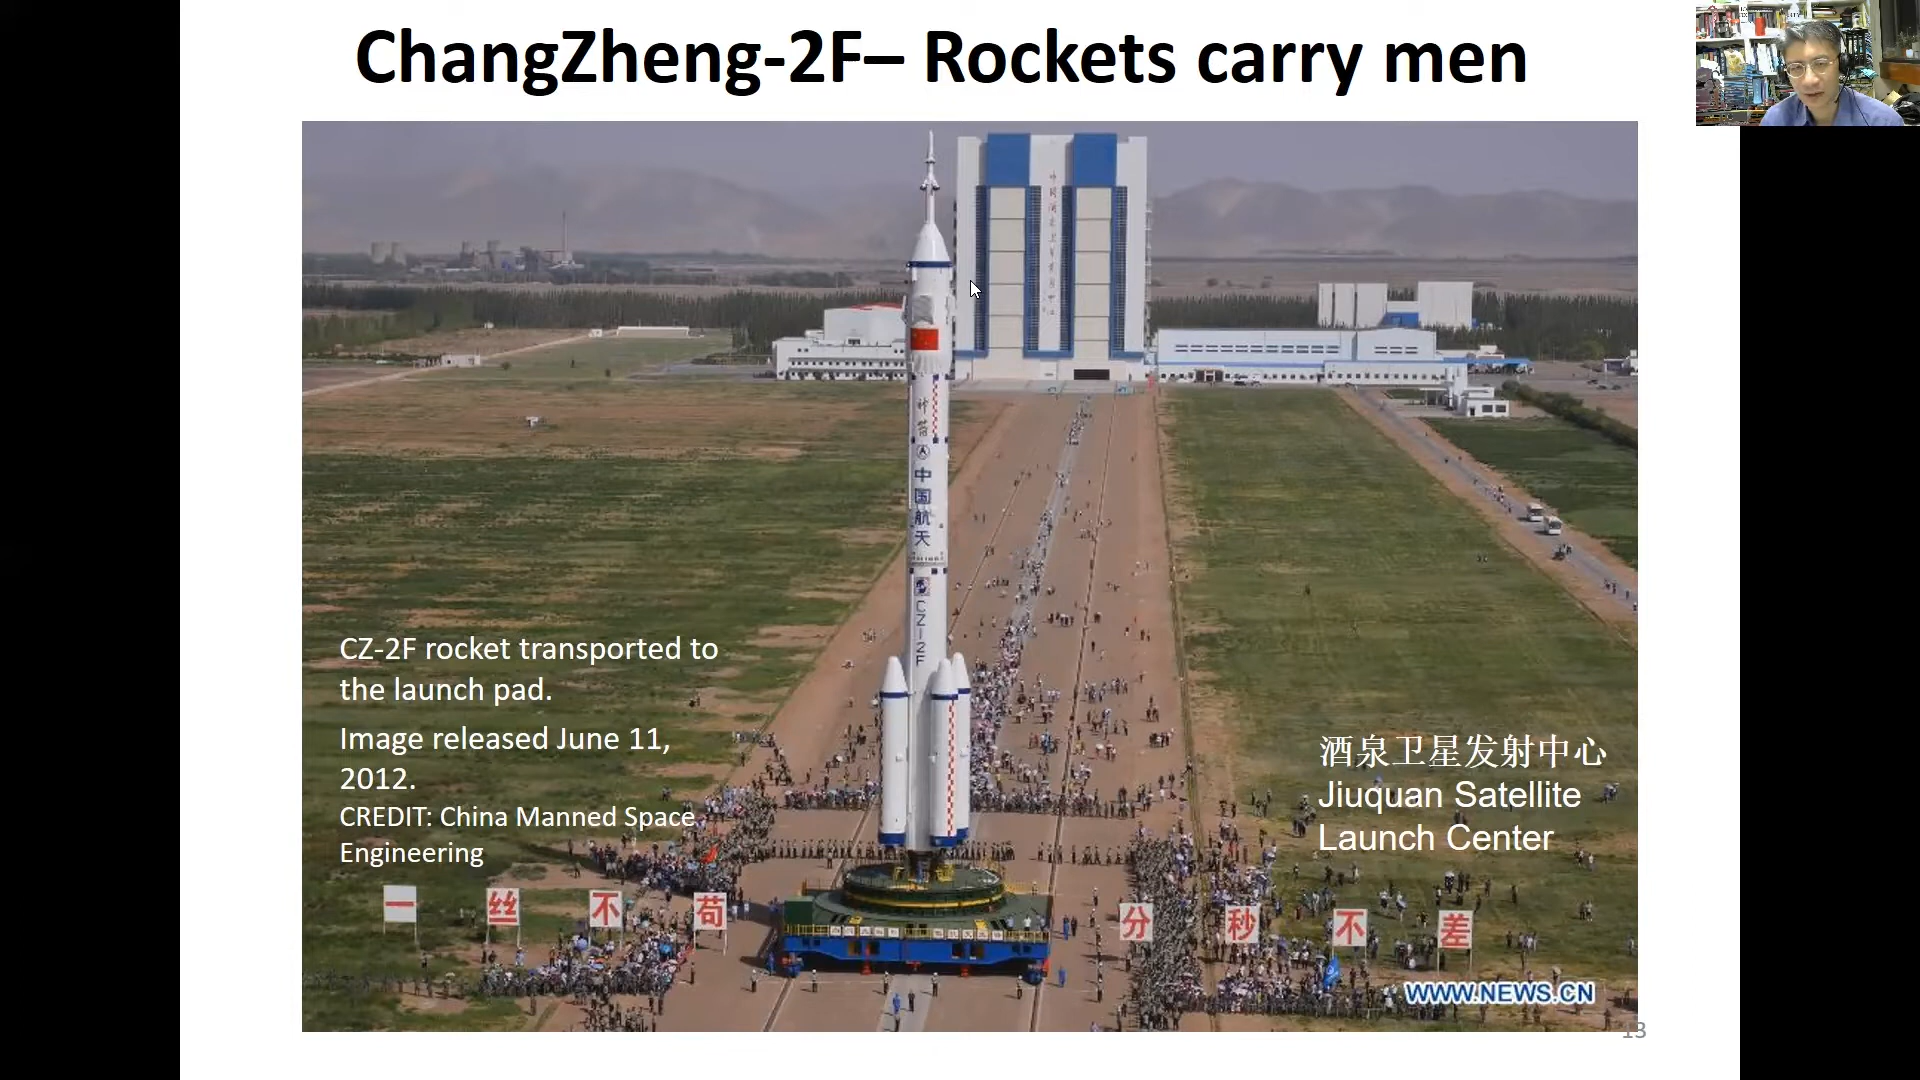 ChangZheng-2F– Rockets carry men
神箭
中国航天
CZ-2F
CZ-2F rocket transported to
the launch pad.
Image released June 11,
2012.
CREDIT: China Manned Space
Engineering
酒泉卫星发射中心
Jiuquan Satellite
Launch Center
一丝不苟
分秒不差
WWW.NEWS.CN
13